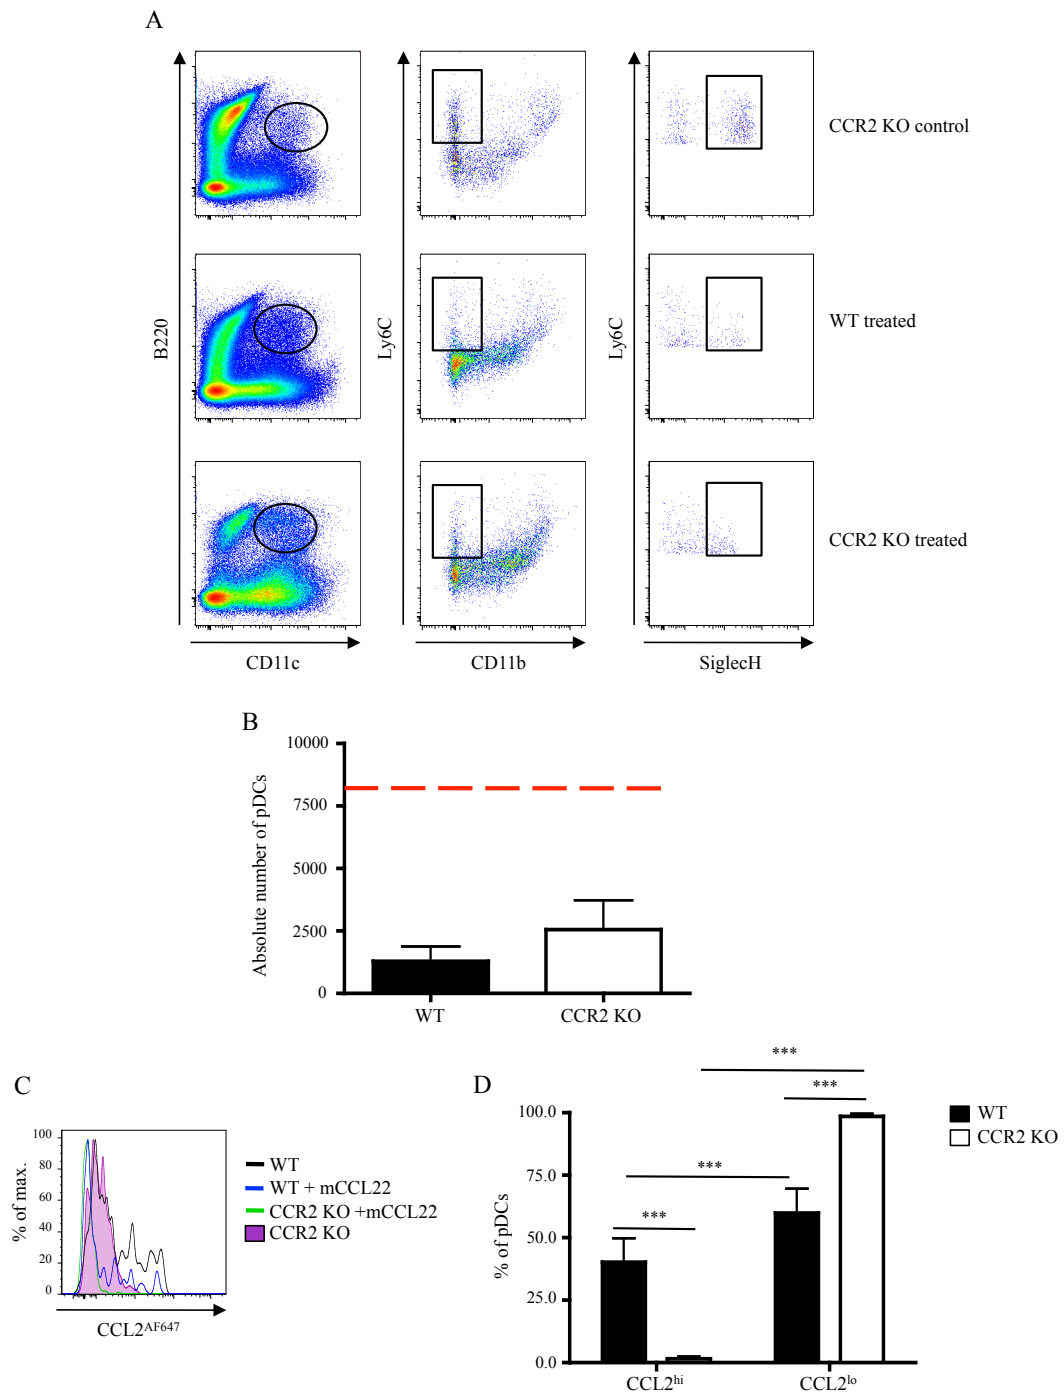 A
B220
Ly6C
Ly6C
CCR2 KO control
WT treated
CCR2 KO treated
CD11c
CD11b
SiglecH
B
Absolute number of pDCs
10000
7500
5000
2500
0
WT
CCR2 KO
C
% of max.
100
80
60
40
20
0
CCL2AF647
WT
WT + mCCL22
CCR2 KO +mCCL22
CCR2 KO
D
% of pDCs
100.0
75.0
50.0
25.0
0.0
***
***
***
***
CCL2hi
CCL2lo
WT
CCR2 KO